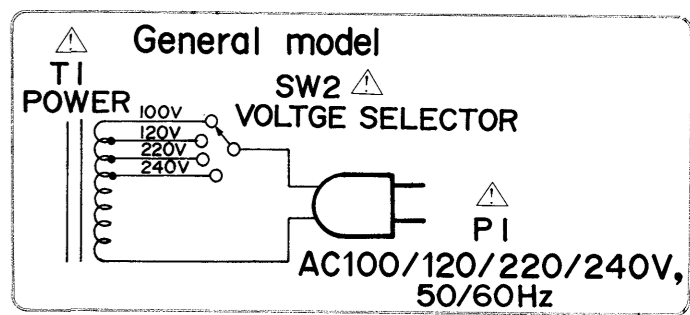 General model
T1
POWER
SW2
VOLTGE SELECTOR
100V
120V
220V
240V
P1
AC100/120/220/240V,
50/60Hz